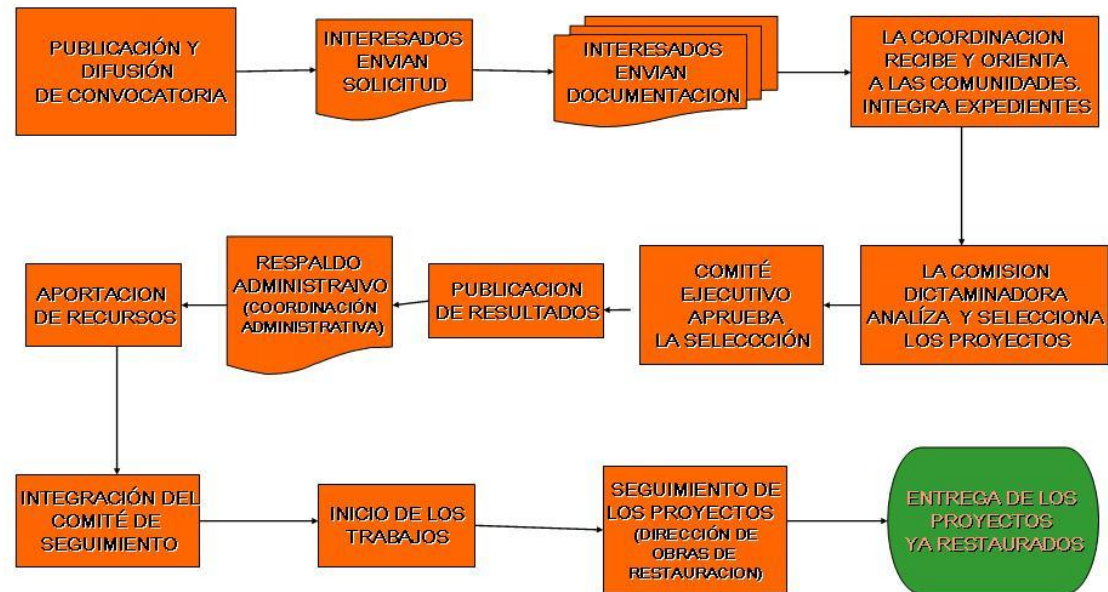 PUBLICACIÓN Y
DIFUSIÓN
DE CONVOCATORIA
INTERESADOS
ENVIAN
SOLICITUD
INTERESADOS
ENVIAN
DOCUMENTACION
LA COORDINACION
RECIBE Y ORIENTA
A LAS COMUNIDADES.
INTEGRA EXPEDIENTES
LA COMISION
DICTAMINADORA
ANALÍZA Y SELECCIONA
LOS PROYECTOS
COMITÉ
EJECUTIVO
APRUEBA
LA SELECCCIÓN
PUBLICACION
DE RESULTADOS
RESPALDO
ADMINISTRAIVO
(COORDINACIÓN
ADMINISTRATIVA)
APORTACION
DE RECURSOS
INTEGRACIÓN DEL
COMITÉ DE
SEGUIMIENTO
INICIO DE LOS
TRABAJOS
SEGUIMIENTO DE
LOS PROYECTOS
(DIRECCIÓN DE
OBRAS DE
RESTAURACION)
ENTREGA DE LOS
PROYECTOS
YA RESTAURADOS